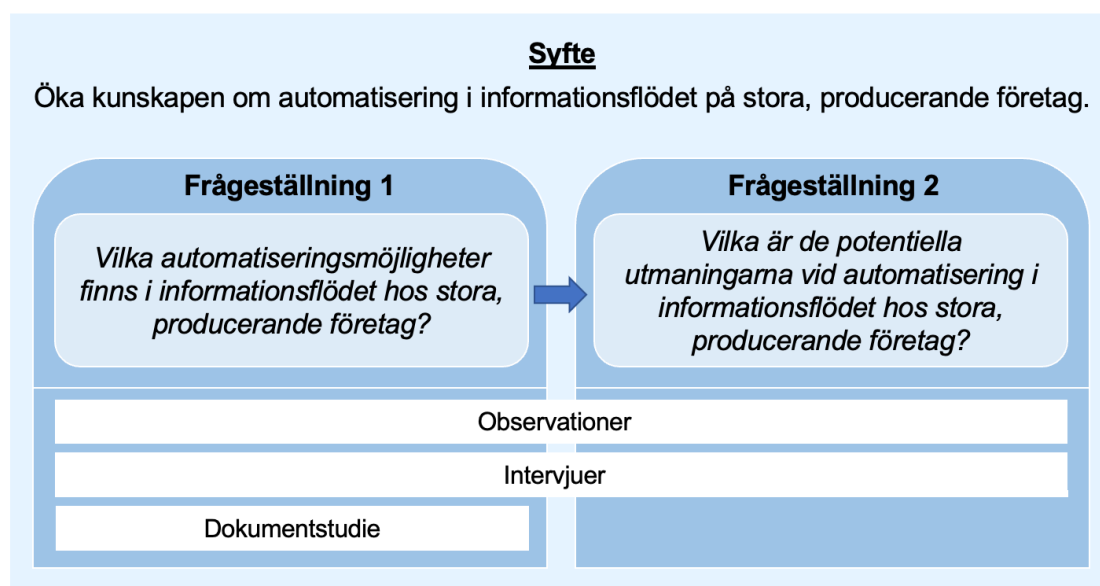 Syfte
Öka kunskapen om automatisering i informationsflödet på stora, producerande företag.
Frågeställning 1
Vilka automatiseringsmöjligheter
finns i informationsflödet hos stora,
producerande företag?
Frågeställning 2
Vilka är de potentiella
utmaningarna vid automatisering i
informationsflödet hos stora,
producerande företag?
Observationer
Intervjuer
Dokumentstudie